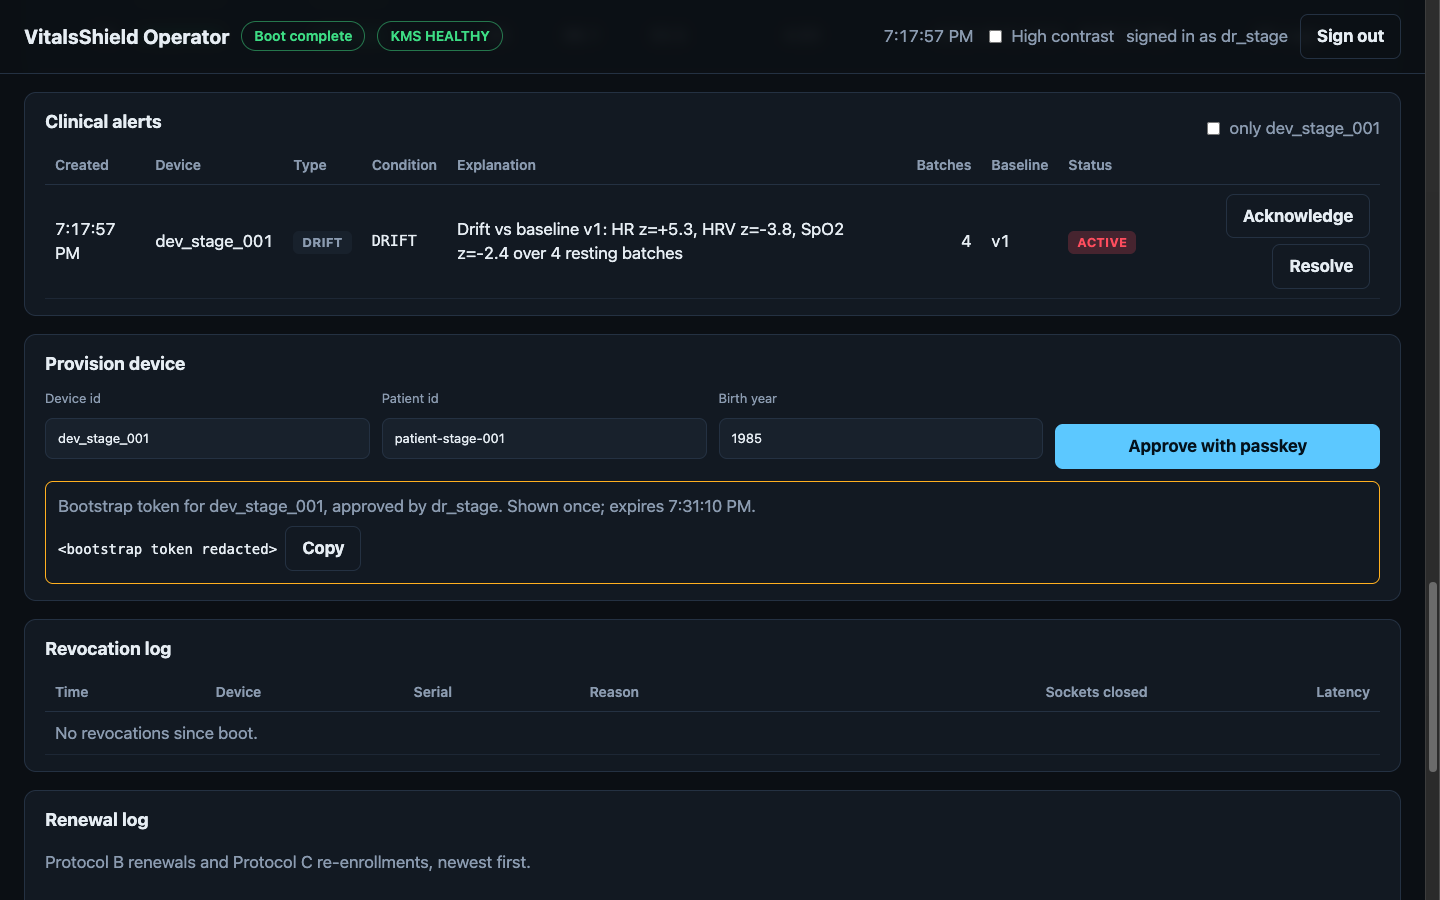 VitalsShield Operator
Boot complete
KMS HEALTHY
7:17:57 PM
High contrast
signed in as dr_stage
Sign out
Clinical alerts
only dev_stage_001
Created Device Type Condition Explanation Batches Baseline Status
7:17:57 PM
dev_stage_001
DRIFT
DRIFT
Drift vs baseline v1: HR z=+5.3, HRV z=-3.8, SpO2
z=-2.4 over 4 resting batches
4
v1
ACTIVE
Acknowledge
Resolve
Provision device
Device id
Patient id
Birth year
dev_stage_001
patient-stage-001
1985
Approve with passkey
Bootstrap token for dev_stage_001, approved by dr_stage. Shown once; expires 7:31:10 PM.
<bootstrap token redacted>
Copy
Revocation log
Time Device Serial Reason Sockets closed Latency
No revocations since boot.
Renewal log
Protocol B renewals and Protocol C re-enrollments, newest first.